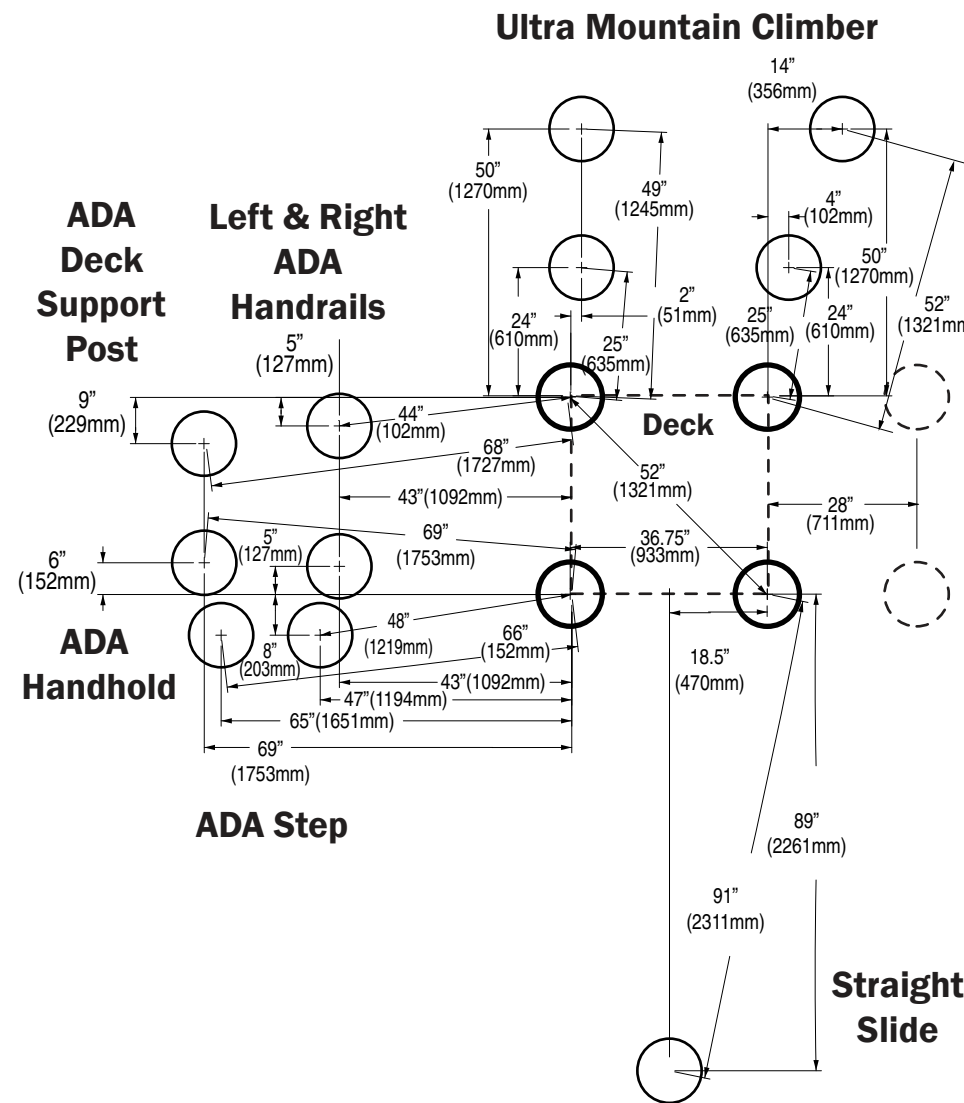 Ultra Mountain Climber
14”
(356mm)
50”
(1270mm)
49”
(1245mm)
4”
(102mm)
50”
(1270mm)
52”
(1321mm)
ADA
Deck
Support
Post
Left & Right
ADA
Handrails
5”
(127mm)
24”
(610mm)
2”
(51mm)
25”
(635mm)
25”
(635mm)
24”
(610mm)
9”
(229mm)
44”
(102mm)
Deck
68”
(1727mm)
52”
(1321mm)
43”(1092mm)
28”
(711mm)
69”
(1753mm)
5”
(127mm)
36.75”
(933mm)
6”
(152mm)
ADA
Handhold
8”
(203mm)
48”
(1219mm)
66”
(152mm)
43”(1092mm)
47”(1194mm)
65”(1651mm)
69”
(1753mm)
18.5”
(470mm)
ADA Step
89”
(2261mm)
91”
(2311mm)
Straight
Slide